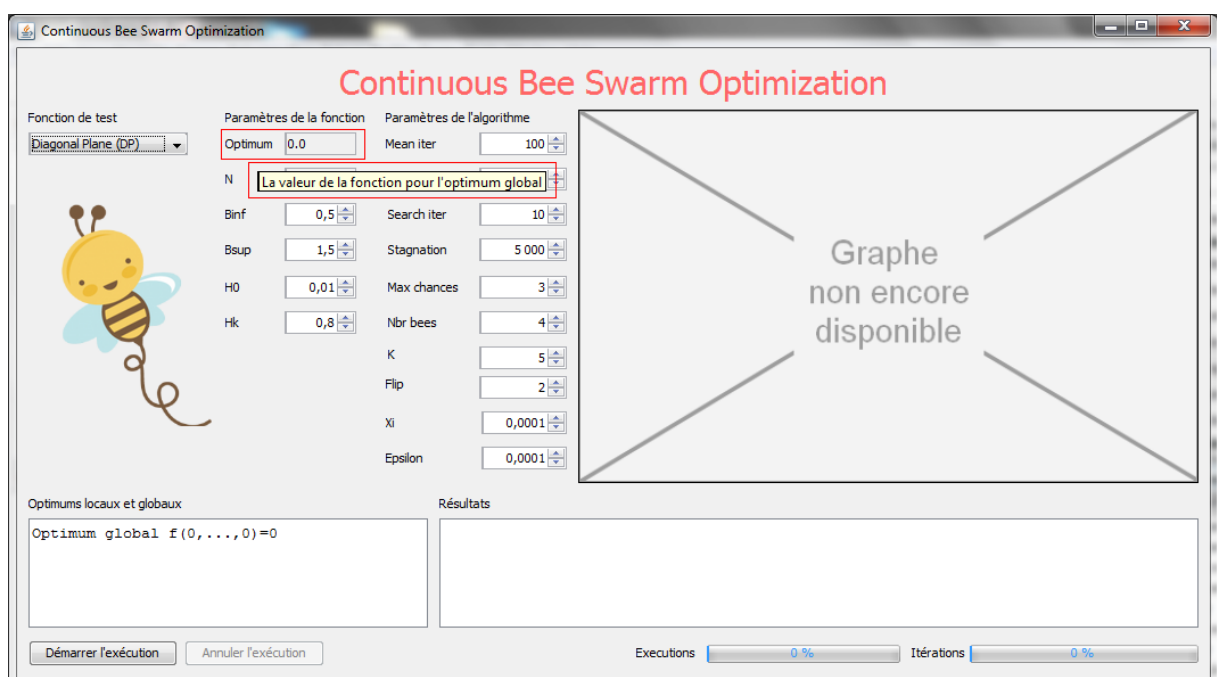 Continuous Bee Swarm Optimization
Continuous Bee Swarm Optimization
Fonction de test
Paramètres de la fonction
Paramètres de l'algorithme
Diagonal Plane (DP)
Optimum 0.0
Mean iter 100
N
La valeur de la fonction pour l'optimum global
Binf 0,5
Search iter 10
Bsup 1,5
Stagnation 5 000
H0 0,01
Max chances 3
Hk 0,8
Nbr bees 4
K 5
Flip 2
Xi 0,0001
Epsilon 0,0001
Graphe
non encore
disponible
Optimums locaux et globaux
Résultats
Optimum global f(0,...,0)=0
Démarrer l'exécution
Annuler l'exécution
Executions 0 %
Itérations 0 %